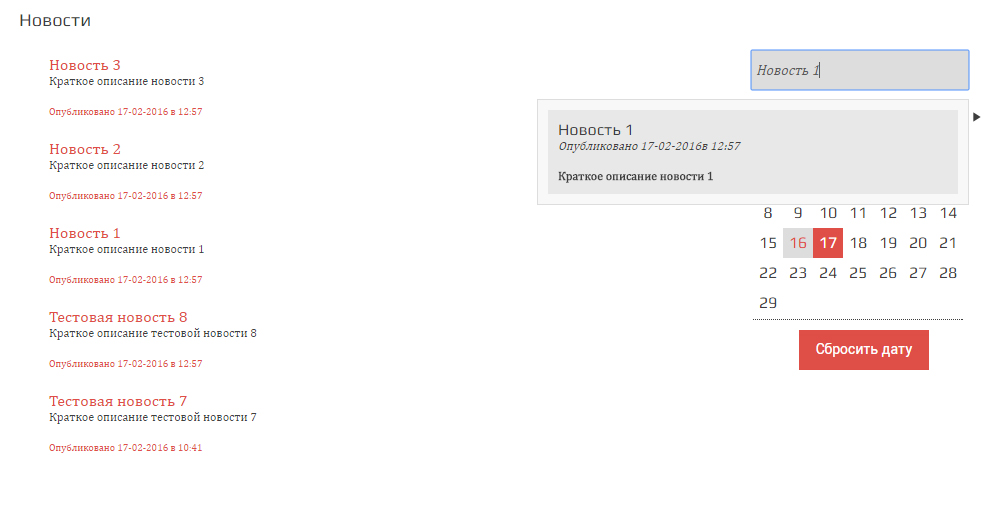 Новости
Новость 3
Краткое описание новости 3
Опубликовано 17-02-2016 в 12:57
Новость 2
Краткое описание новости 2
Опубликовано 17-02-2016 в 12:57
Новость 1
Краткое описание новости 1
Опубликовано 17-02-2016 в 12:57
Тестовая новость 8
Краткое описание тестовой новости 8
Опубликовано 17-02-2016 в 12:57
Тестовая новость 7
Краткое описание тестовой новости 7
Опубликовано 17-02-2016 в 10:41
Новость 1
Новость 1
Опубликовано 17-02-2016в 12:57
Краткое описание новости 1
8 9 10 11 12 13 14
15 16 17 18 19 20 21
22 23 24 25 26 27 28
29
Сбросить дату